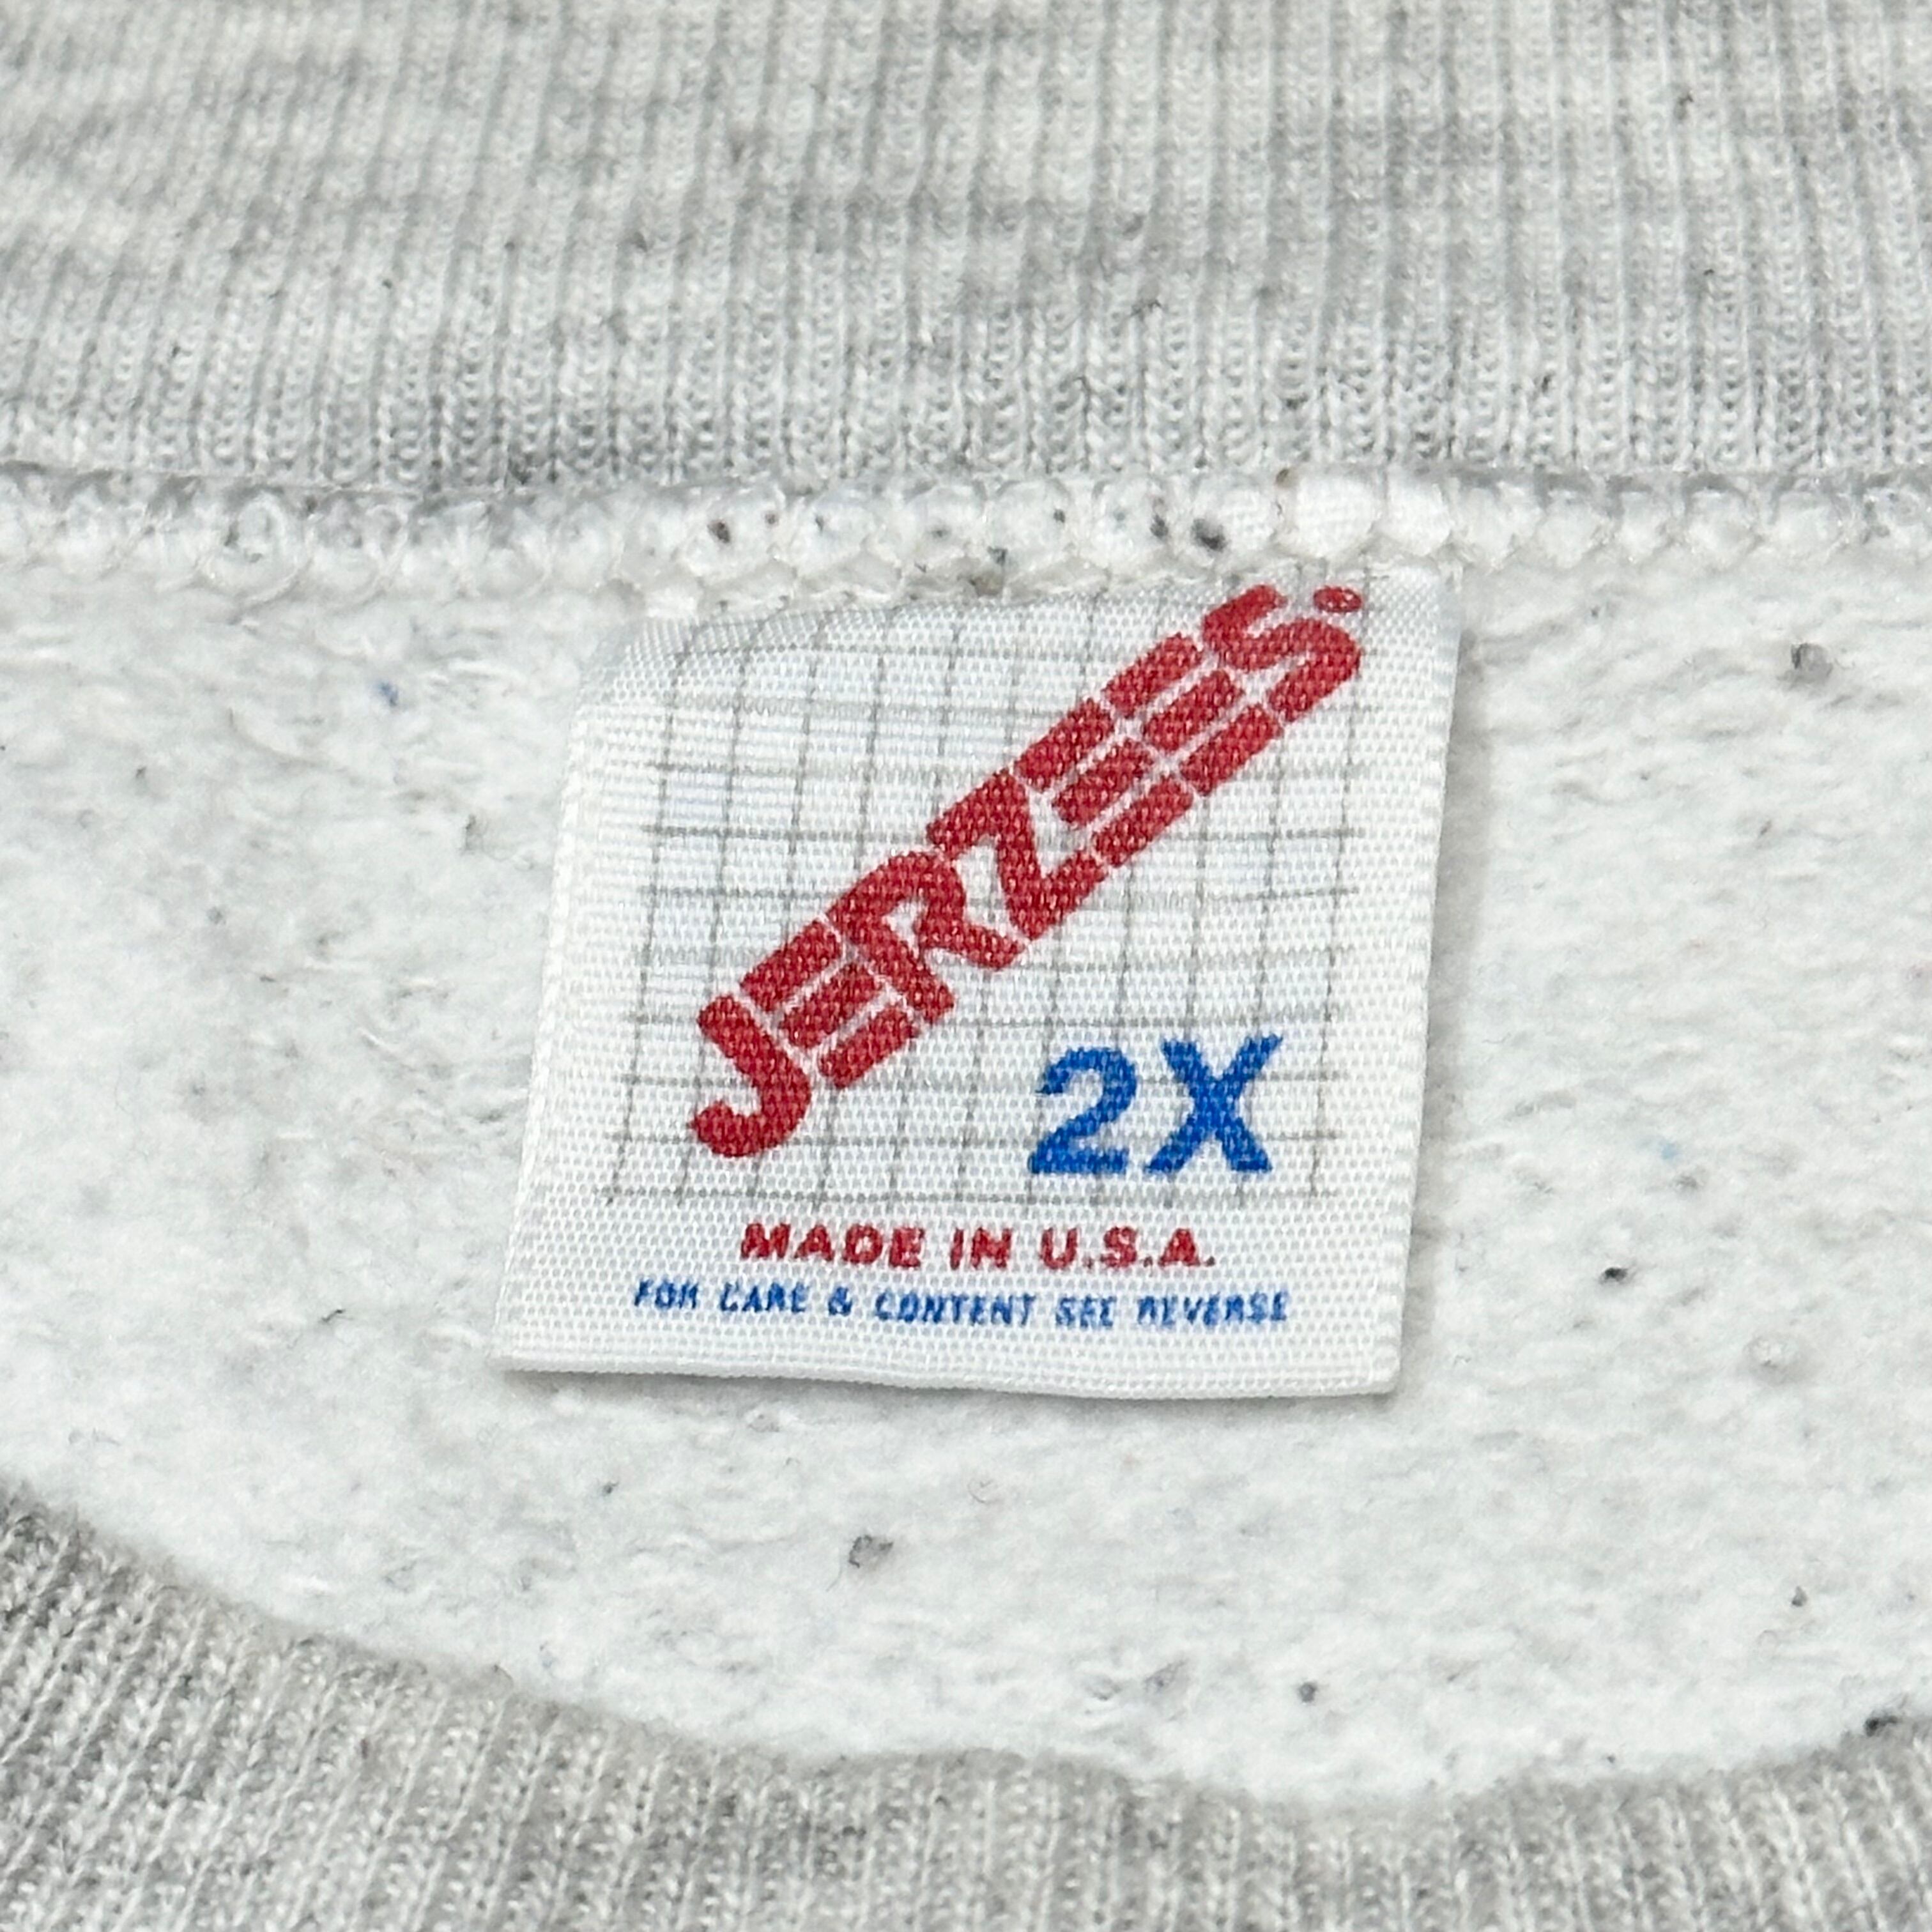 JERZEES.
2X
MADE IN U.S.A.
FOR CARE & CONTENT SEE REVERSE